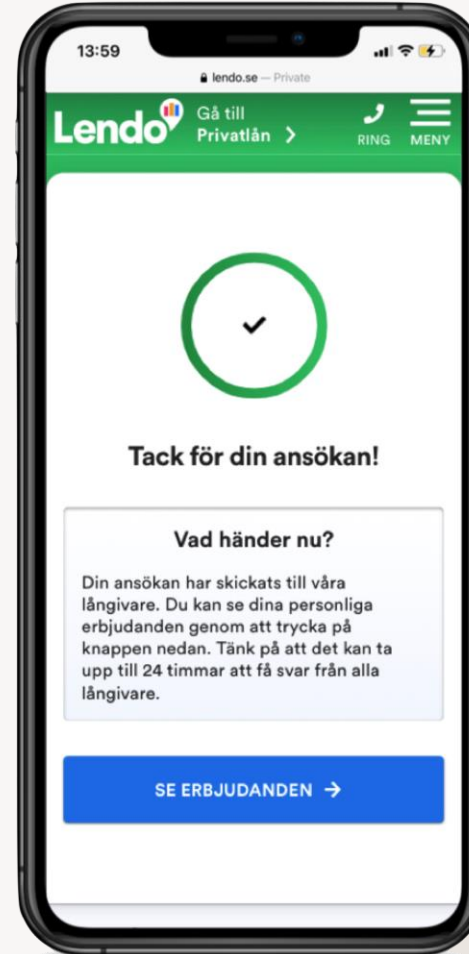 13:59
lendo.se — Private
Lendo
Gå till
Privatlån
RING
MENY
Tack för din ansökan!
Vad händer nu?
Din ansökan har skickats till våra
långivare. Du kan se dina personliga
erbjudanden genom att trycka på
knappen nedan. Tänk på att det kan ta
upp till 24 timmar att få svar från alla
långivare.
SE ERBJUDANDEN →